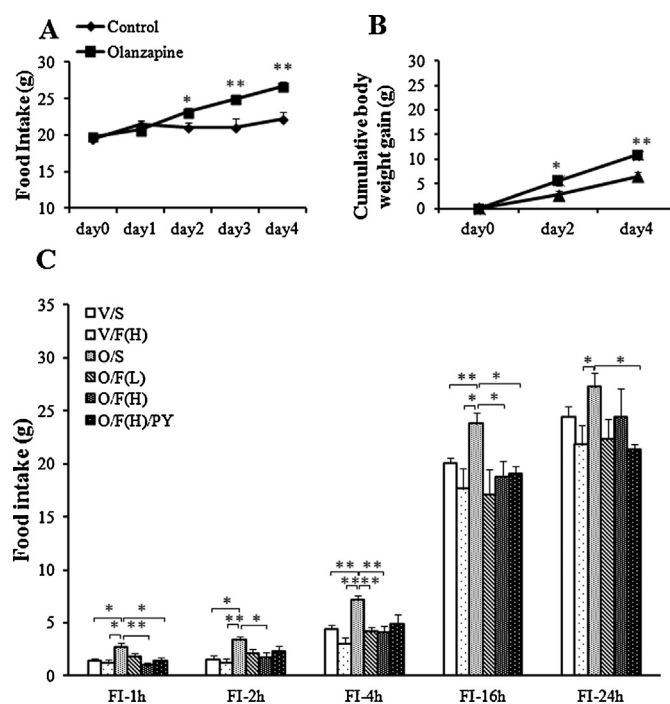 A
Control
Olanzapine
Food Intake (g)
30
25
20
15
10
* ** **
day0 day1 day2 day3 day4
B
Cumulative body
weight gain (g)
30
25
20
15
10
5
0
* **
day0 day2 day4
C
V/S
V/F(H)
O/S
O/F(L)
O/F(H)
O/F(H)/PY
Food intake (g)
35
30
25
20
15
10
5
0
* *
* **
*
** *
** **
** **
** *
* *
* *
FI-1h FI-2h FI-4h FI-16h FI-24h